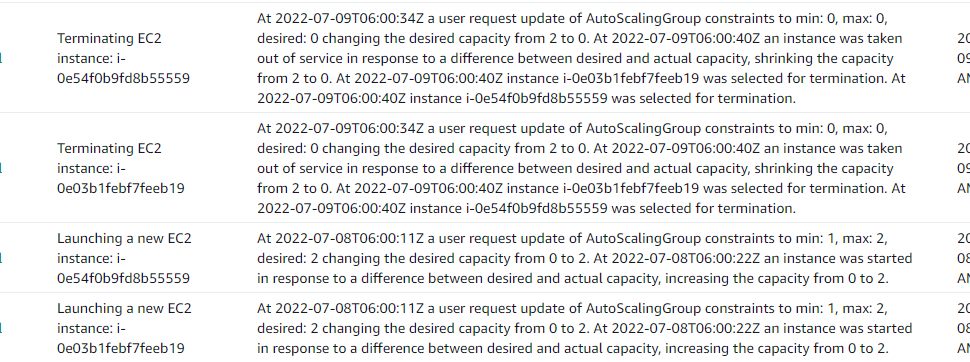 Terminating EC2
instance: i-
0e54f0b9fd8b55559
At 2022-07-09T06:00:34Z a user request update of AutoScalingGroup constraints to min: 0, max: 0,
desired: 0 changing the desired capacity from 2 to 0. At 2022-07-09T06:00:40Z an instance was taken
out of service in response to a difference between desired and actual capacity, shrinking the capacity
from 2 to 0. At 2022-07-09T06:00:40Z instance i-0e03b1febf7feeb19 was selected for termination. At
2022-07-09T06:00:40Z instance i-0e54f0b9fd8b55559 was selected for termination.
20
09
Terminating EC2
instance: i-
0e03b1febf7feeb19
At 2022-07-09T06:00:34Z a user request update of AutoScalingGroup constraints to min: 0, max: 0,
desired: 0 changing the desired capacity from 2 to 0. At 2022-07-09T06:00:40Z an instance was taken
out of service in response to a difference between desired and actual capacity, shrinking the capacity
from 2 to 0. At 2022-07-09T06:00:40Z instance i-0e03b1febf7feeb19 was selected for termination. At
2022-07-09T06:00:40Z instance i-0e54f0b9fd8b55559 was selected for termination.
20
09
Launching a new EC2
instance: i-
0e54f0b9fd8b55559
At 2022-07-08T06:00:11Z a user request update of AutoScalingGroup constraints to min: 1, max: 2,
desired: 2 changing the desired capacity from 0 to 2. At 2022-07-08T06:00:22Z an instance was started
in response to a difference between desired and actual capacity, increasing the capacity from 0 to 2.
20
08
Launching a new EC2
instance: i-
0e03b1febf7feeb19
At 2022-07-08T06:00:11Z a user request update of AutoScalingGroup constraints to min: 1, max: 2,
desired: 2 changing the desired capacity from 0 to 2. At 2022-07-08T06:00:22Z an instance was started
in response to a difference between desired and actual capacity, increasing the capacity from 0 to 2.
20
08